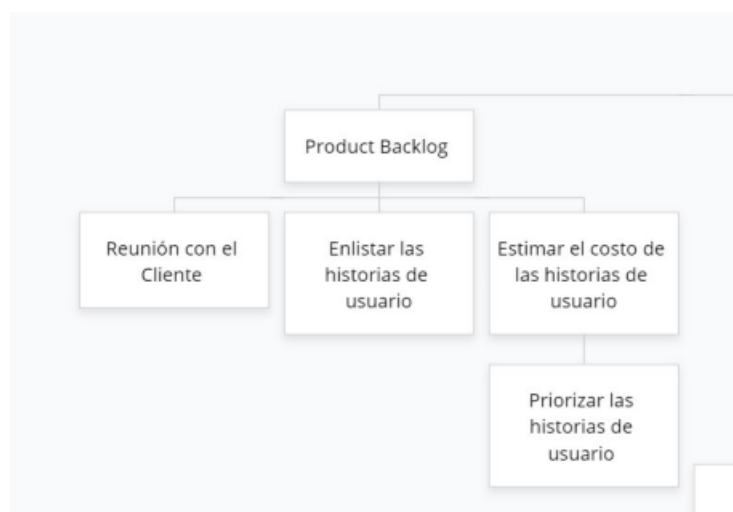 Product Backlog
Reunión con el
Cliente
Enlistar las
historias de
usuario
Estimar el costo de
las historias de
usuario
Priorizar las
historias de
usuario